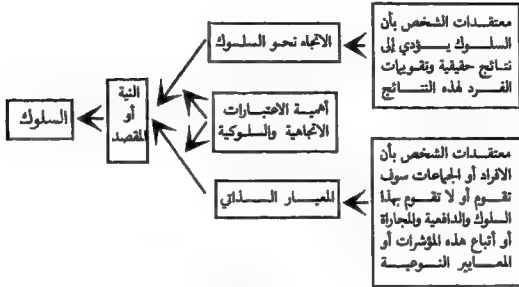 معتقدات الشخص بأن
السلوك يؤدي إلى
نتائج حقيقية وتقويمات
الفرد لهذه النتائج
الاتجاه نحو السلوك
أهمية الاعتبارات
الاتجاهية والسلوكية
النية
أو
المقصد
السلوك
المعيار الذاتي
معتقدات الشخص بأن
الافراد أو الجماعات سوف
تقوم أو لا تقوم بهذا
السلوك والدافعية والمجاراة
أو أتباع هذه المؤشرات أو
المعايير النوعية